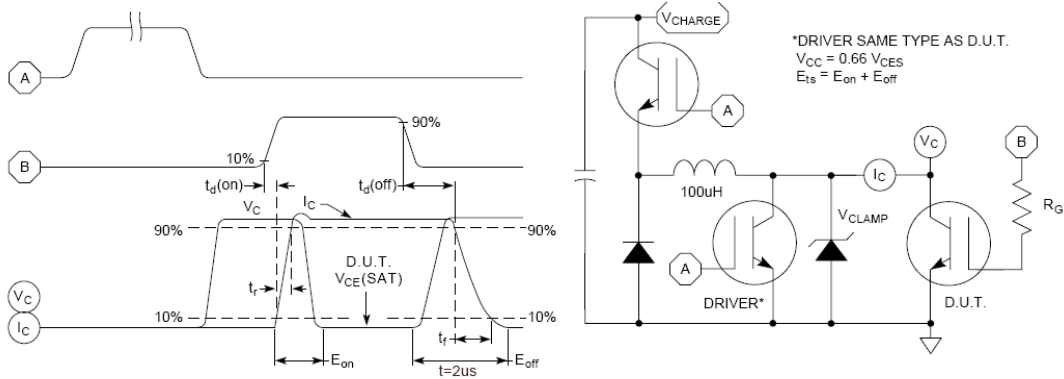 A
B
10%
90%
t_d(on)
t_d(off)
V_C
I_C
90%
90%
D.U.T.
V_CE(SAT)
t_r
V_C
10%
10%
I_C
t_f
E_on
E_off
t=2us
V_CHARGE
*DRIVER SAME TYPE AS D.U.T.
V_CC = 0.66 V_CES
E_ts = E_on + E_off
A
V_C
B
100uH
I_C
R_G
V_CLAMP
A
DRIVER*
D.U.T.